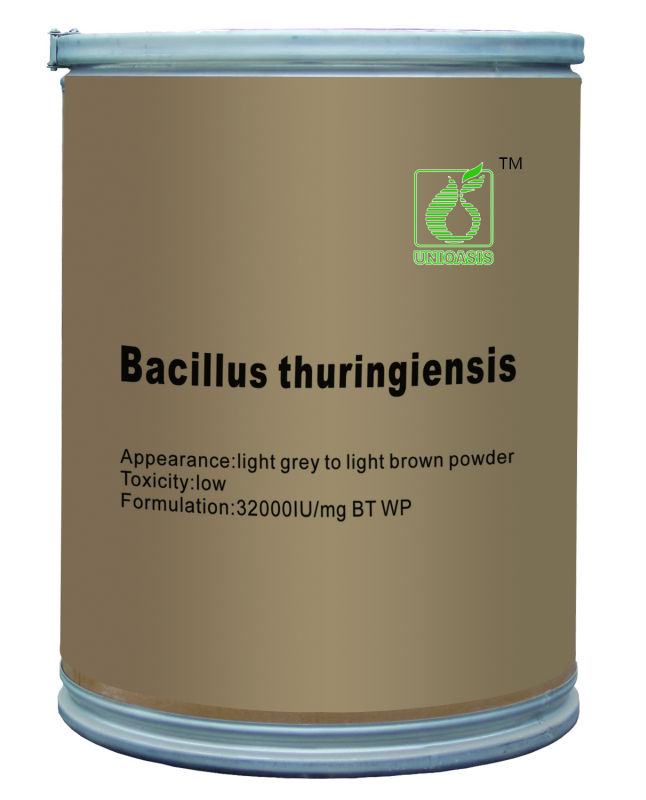 TM
UNIOASIS
Bacillus thuringiensis
Appearance:light grey to light brown powder
Toxicity:low
Formulation:32000IU/mg BT WP